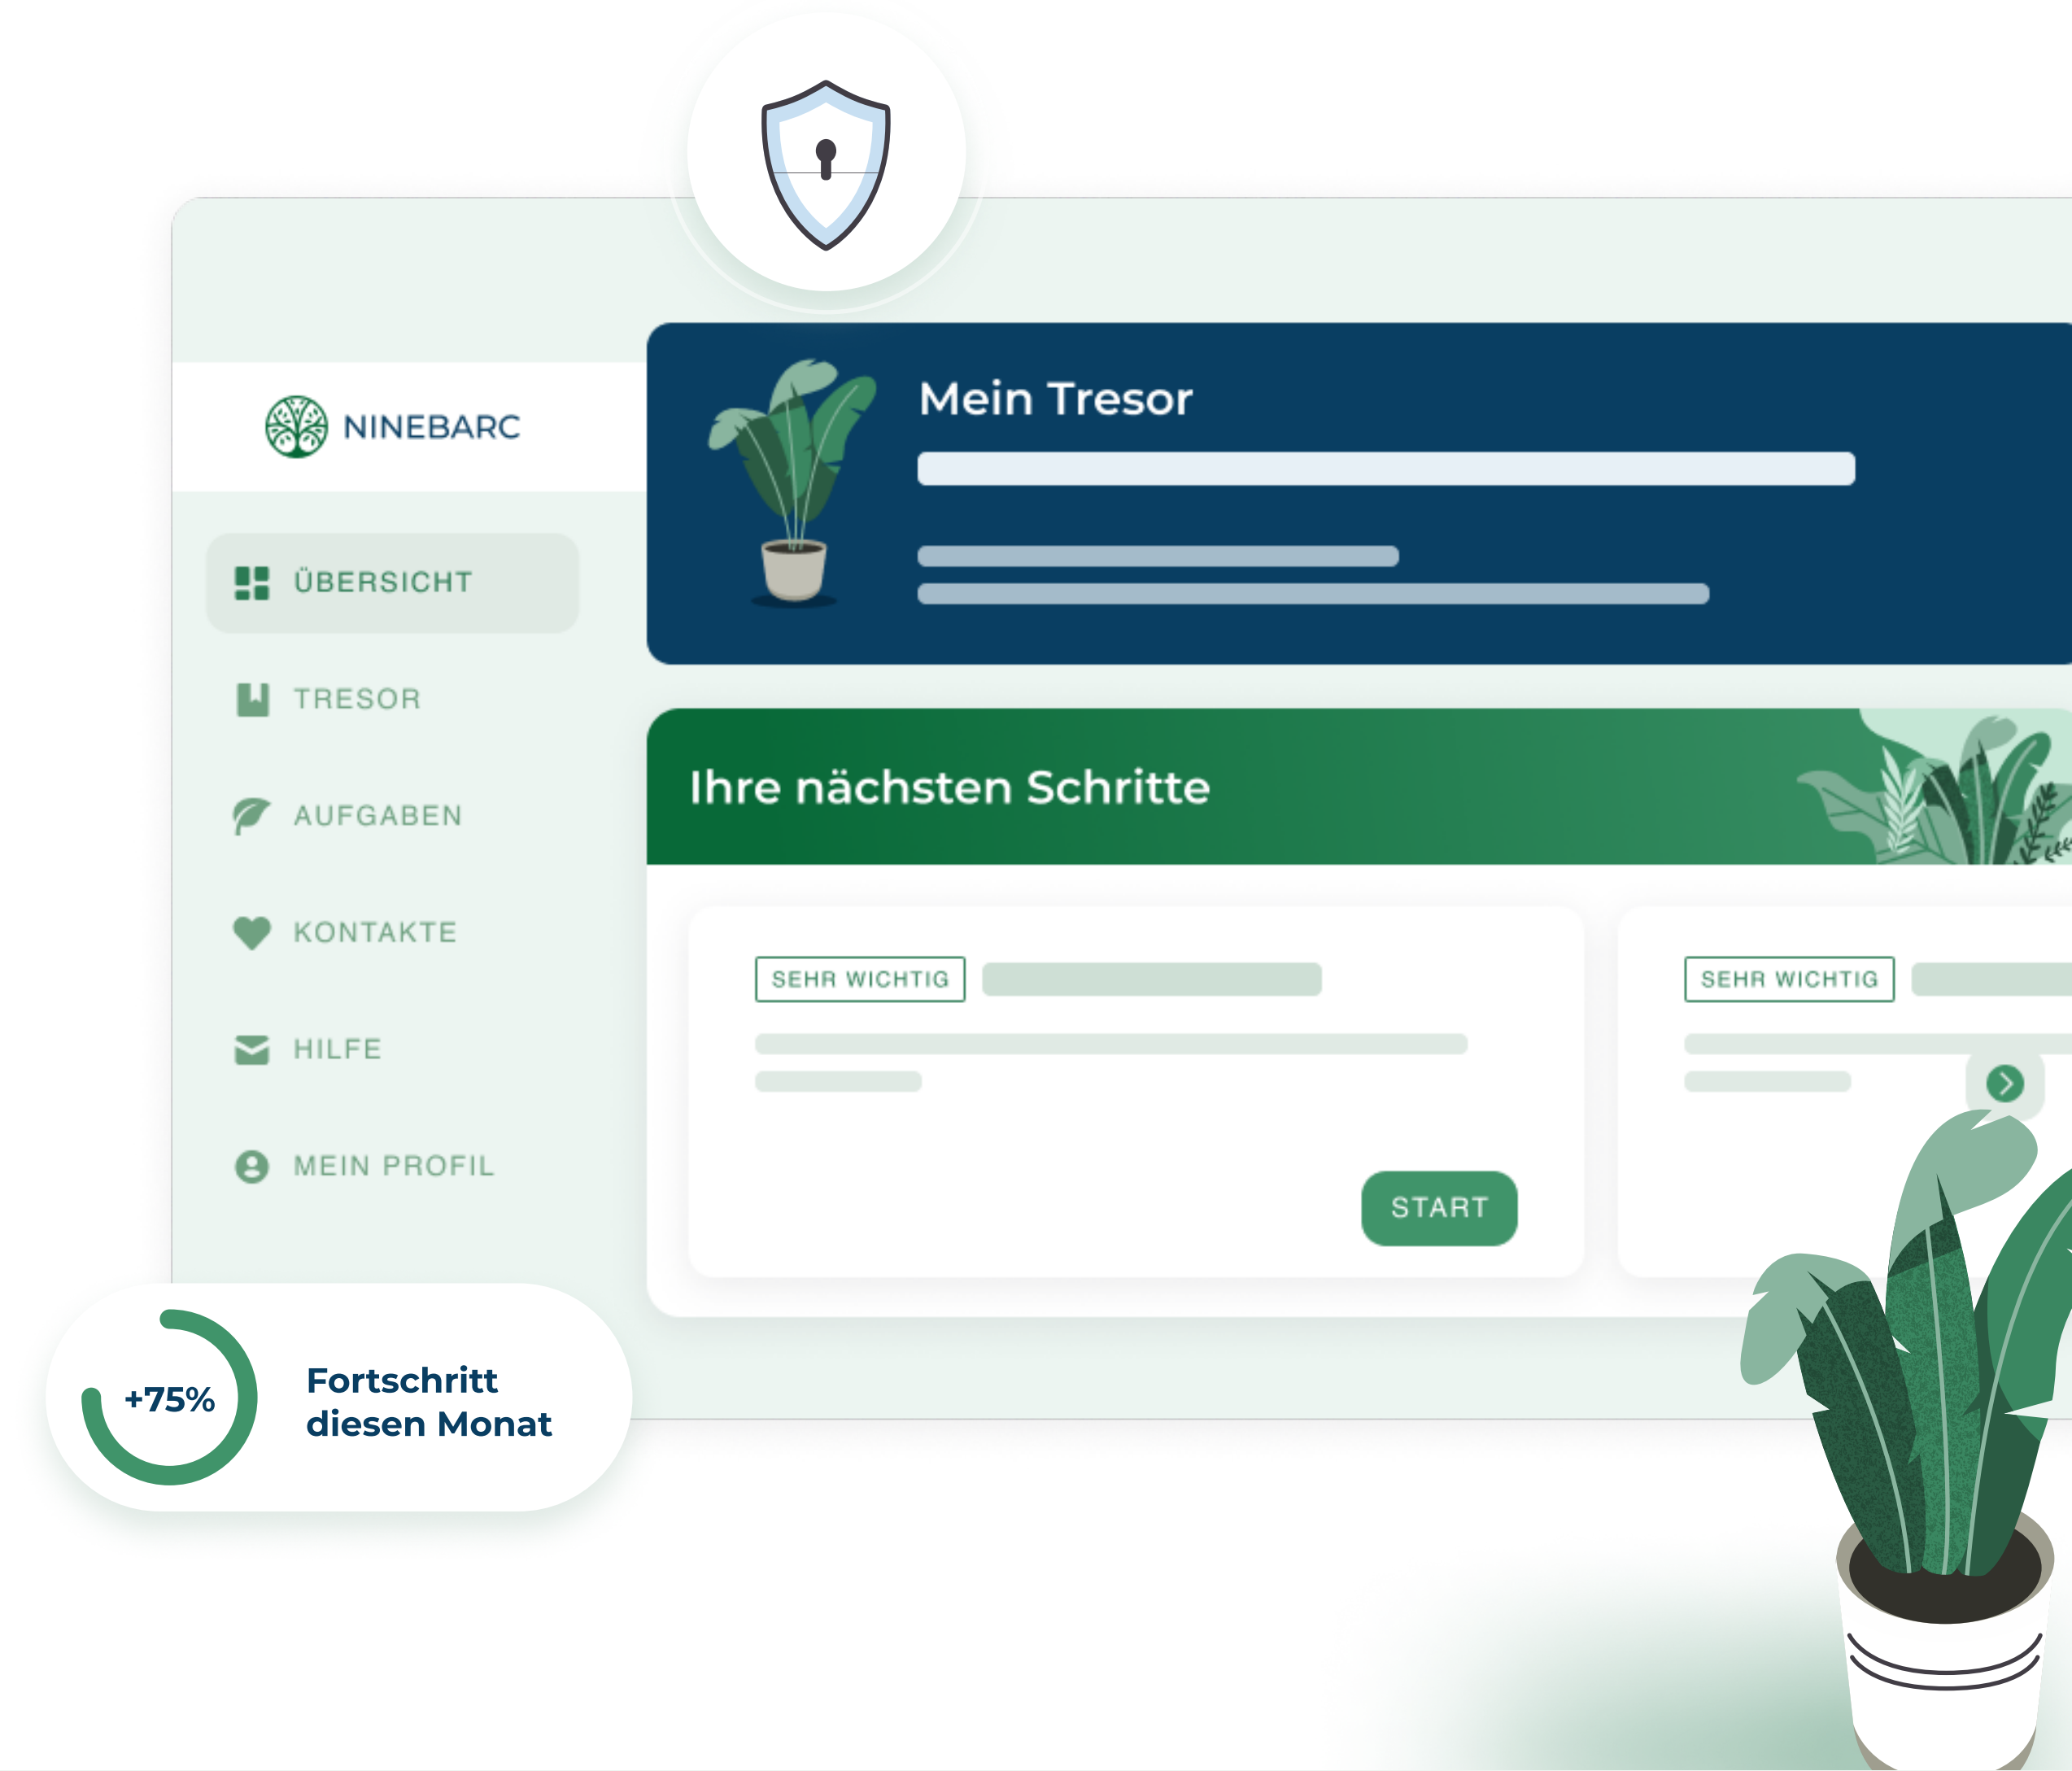 NINEBARC
ÜBERSICHT
TRESOR
AUFGABEN
KONTAKTE
HILFE
MEIN PROFIL
Mein Tresor
Ihre nächsten Schritte
SEHR WICHTIG
START
SEHR WICHTIG
+75%
Fortschritt
diesen Monat